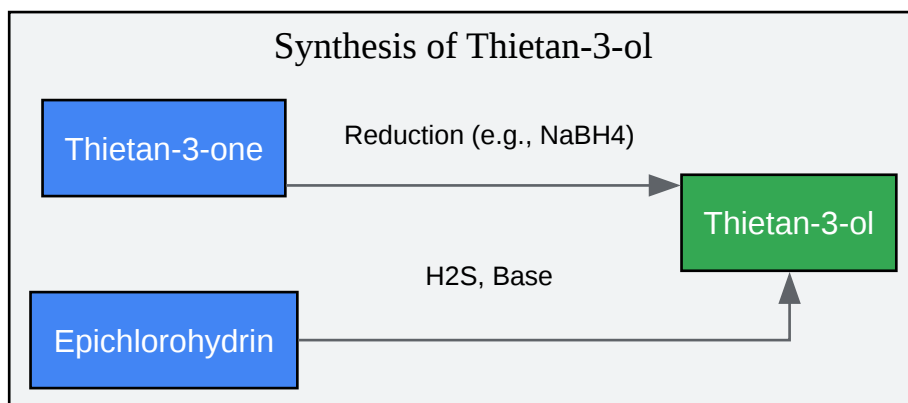 Synthesis of Thietan-3-ol
Thietan-3-one
Reduction (e.g., NaBH4)
Thietan-3-ol
H2S, Base
Epichlorohydrin